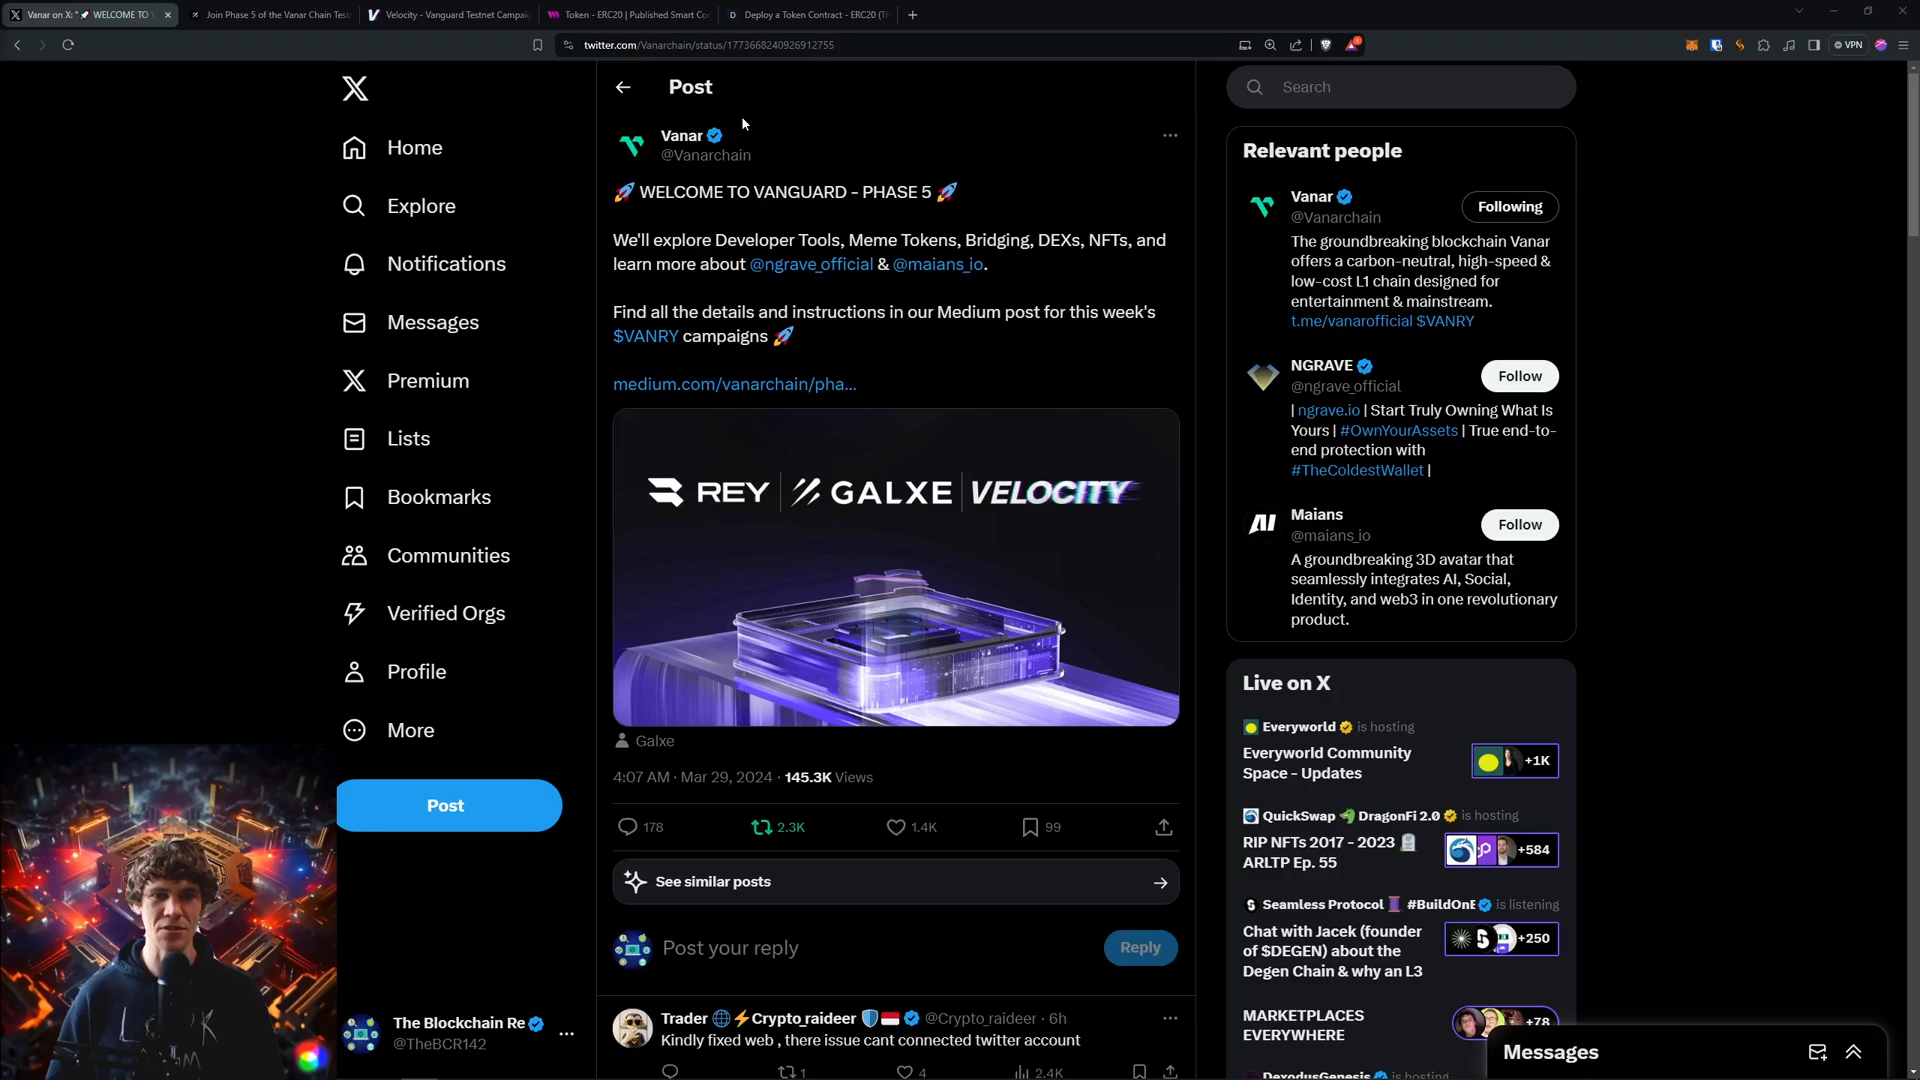 Vanar on X: "🚀 WELCOME TO V
Join Phase 5 of the Vanar Chain Test
Velocity - Vanguard Testnet Campaig
Token - ERC20 | Published Smart Co
Deploy a Token Contract - ERC20 (Th
twitter.com/Vanarchain/status/1773668240926912755
VPN
Home
Explore
Notifications
Messages
Premium
Lists
Bookmarks
Communities
Verified Orgs
Profile
More
Post
The Blockchain Re
@TheBCR142
Post
Vanar
@Vanarchain
🚀 WELCOME TO VANGUARD - PHASE 5 🚀
We'll explore Developer Tools, Meme Tokens, Bridging, DEXs, NFTs, and
learn more about @ngrave_official & @maians_io.
Find all the details and instructions in our Medium post for this week's
$VANRY campaigns 🚀
medium.com/vanarchain/pha...
REY | GALXE | VELOCITY
Galxe
4:07 AM · Mar 29, 2024 · 145.3K Views
178 2.3K 1.4K 99
See similar posts
Post your reply
Reply
Trader 🌐⚡Crypto_raideer 🛡️🇮🇩 @Crypto_raideer · 6h
Kindly fixed web , there issue cant connected twitter account
1 4 2.4K
Search
Relevant people
Vanar
@Vanarchain
Following
The groundbreaking blockchain Vanar
offers a carbon-neutral, high-speed &
low-cost L1 chain designed for
entertainment & mainstream.
t.me/vanarofficial $VANRY
NGRAVE
@ngrave_official
Follow
| ngrave.io | Start Truly Owning What Is
Yours | #OwnYourAssets | True end-to-
end protection with
#TheColdestWallet |
Maians
@maians_io
Follow
A groundbreaking 3D avatar that
seamlessly integrates AI, Social,
Identity, and web3 in one revolutionary
product.
Live on X
Everyworld is hosting
Everyworld Community
Space - Updates
+1K
QuickSwap 🐲 DragonFi 2.0 is hosting
RIP NFTs 2017 - 2023 🪦
ARLTP Ep. 55
+584
Seamless Protocol 🧵 #BuildOnE is listening
Chat with Jacek (founder
of $DEGEN) about the
Degen Chain & why an L3
+250
MARKETPLACES
EVERYWHERE
+78
DexodusGenesis is hosting
Messages